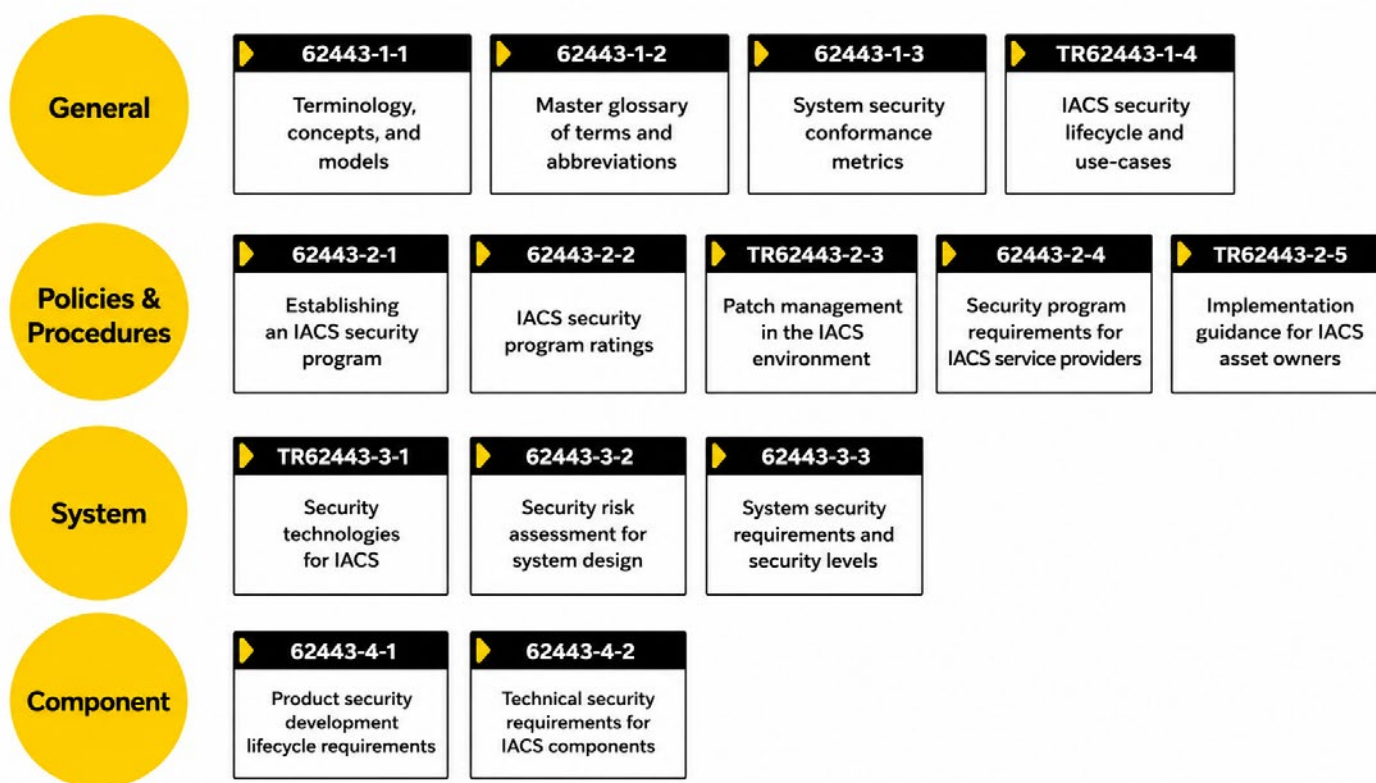 General
62443-1-1
Terminology,
concepts, and
models
62443-1-2
Master glossary
of terms and
abbreviations
62443-1-3
System security
conformance
metrics
TR62443-1-4
IACS security
lifecycle and
use-cases
Policies &
Procedures
62443-2-1
Establishing
an IACS security
program
62443-2-2
IACS security
program ratings
TR62443-2-3
Patch management
in the IACS
environment
62443-2-4
Security program
requirements for
IACS service providers
TR62443-2-5
Implementation
guidance for IACS
asset owners
System
TR62443-3-1
Security
technologies
for IACS
62443-3-2
Security risk
assessment for
system design
62443-3-3
System security
requirements and
security levels
Component
62443-4-1
Product security
development
lifecycle requirements
62443-4-2
Technical security
requirements for
IACS components